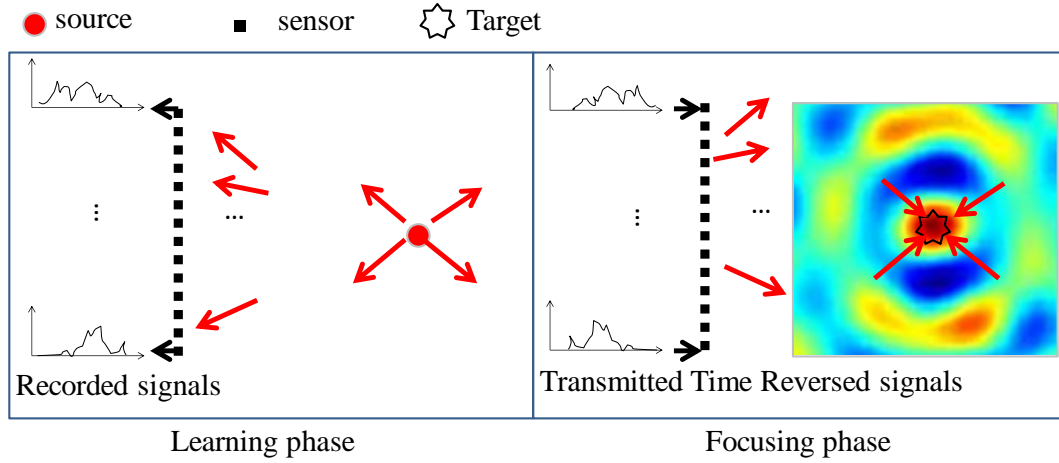 source
sensor
Target
...
...
Recorded signals
...
...
Transmitted Time Reversed signals
Learning phase
Focusing phase